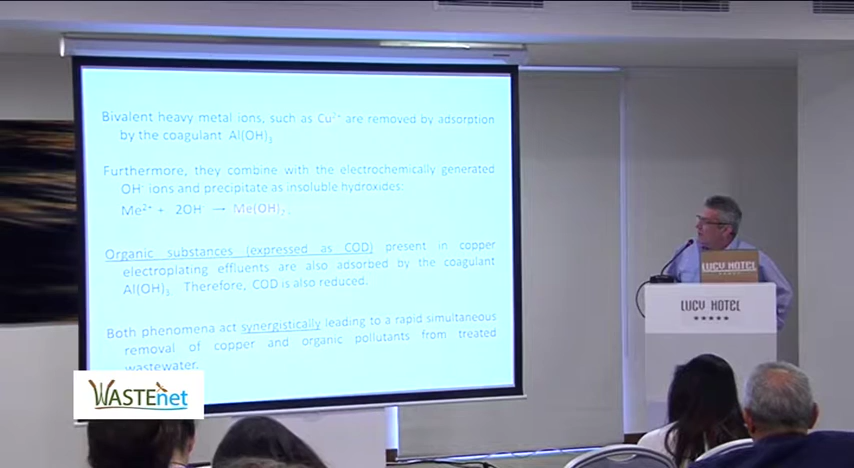 Bivalent heavy metal ions, such as Cu²⁺ are removed by adsorption
by the coagulant Al(OH)₃
Furthermore, they combine with the electrochemically generated
OH⁻ ions and precipitate as insoluble hydroxides:
Me²⁺ + 2OH → Me(OH)₂.
Organic substances (expressed as COD) present in copper
electroplating effluents are also adsorbed by the coagulant
Al(OH)₃ Therefore, COD is also reduced.
Both phenomena act synergistically leading to a rapid simultaneous
removal of copper and organic pollutants from treated
wastewater.
WASTEnet
LUCY HOTEL
LUCY HOTEL
★★★★★